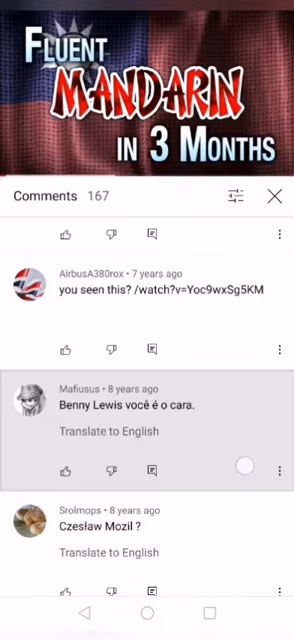 FLUENT
MANDARIN
IN 3 MONTHS
Comments 167
AirbusA380rox • 7 years ago
you seen this? /watch?v=Yoc9wxSg5KM
Mafiusus • 8 years ago
Benny Lewis você é o cara.
Translate to English
Srolmops • 8 years ago
Czesław Mozil ?
Translate to English